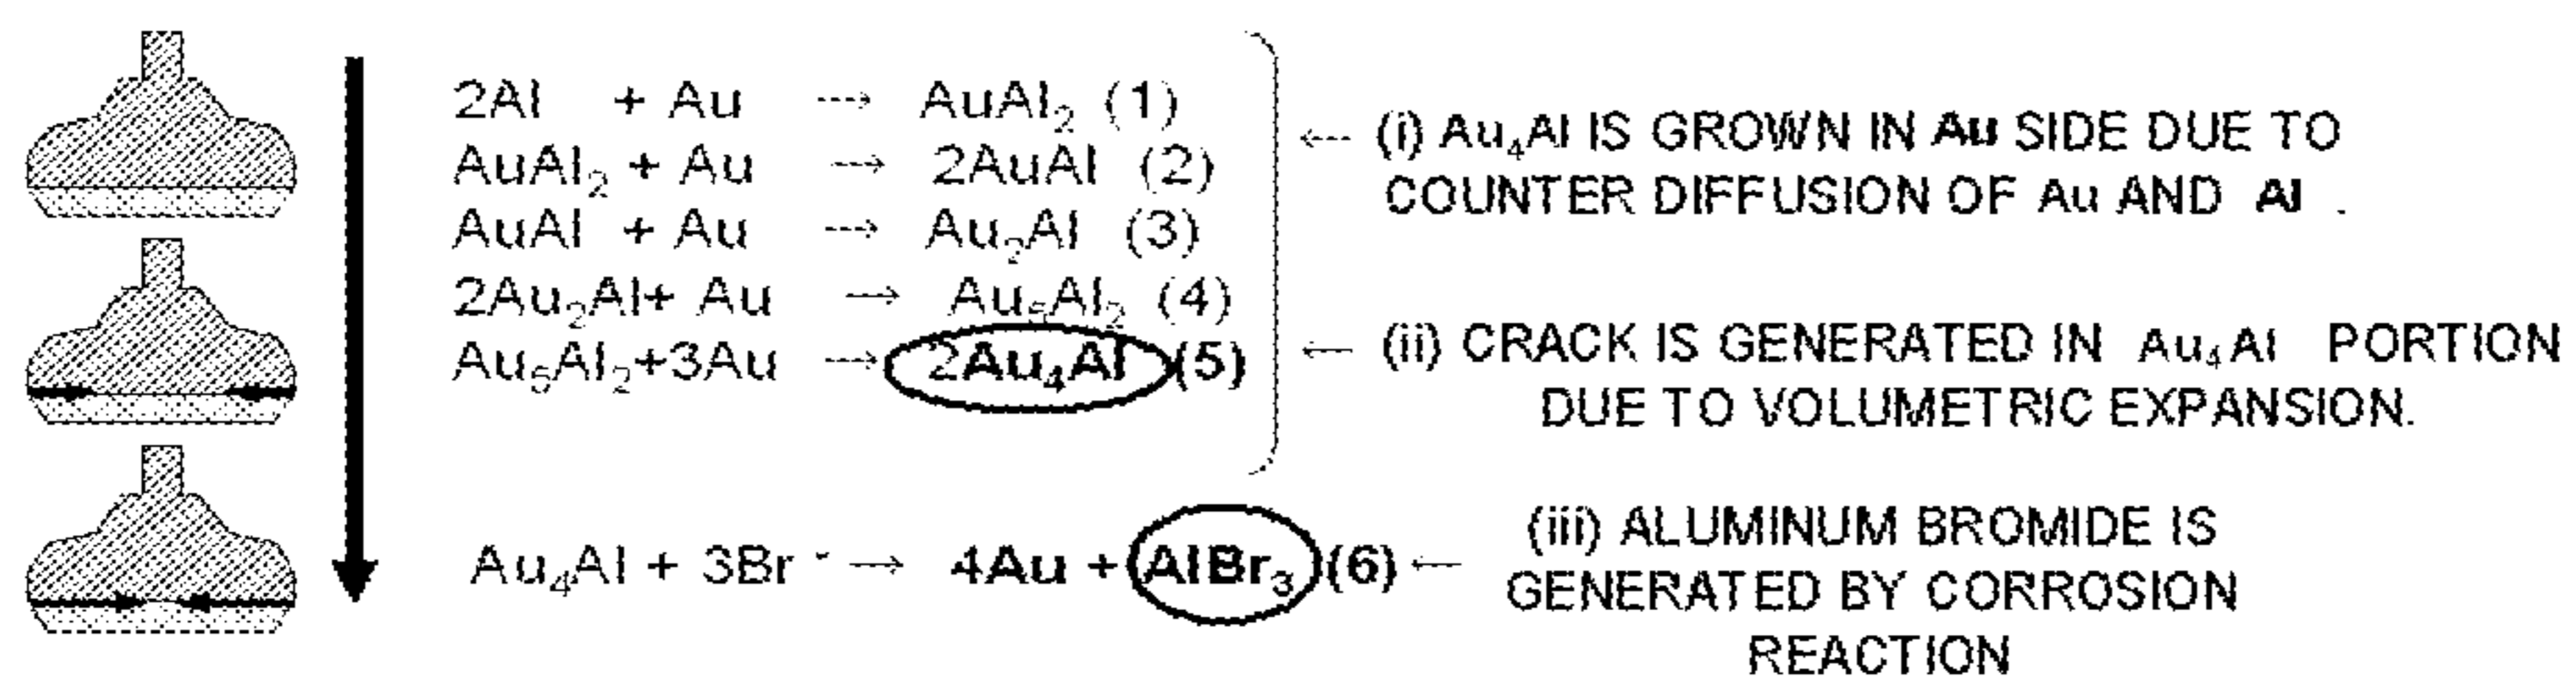 2Al + Au ⇢ AuAl₂ (1)
AuAl₂ + Au → 2AuAl (2)
AuAl + Au ⇢ Au₂Al (3)
2Au₂Al+ Au → Au₅Al₂ (4)
Au₅Al₂+3Au ⇢ 2Au₄Al (5)
Au₄Al + 3Br⁻ → 4Au + AlBr₃ (6)
← (i) Au₄Al IS GROWN IN Au SIDE DUE TO
COUNTER DIFFUSION OF Au AND Al .
← (ii) CRACK IS GENERATED IN Au₄Al PORTION
DUE TO VOLUMETRIC EXPANSION.
← (iii) ALUMINUM BROMIDE IS
GENERATED BY CORROSION
REACTION